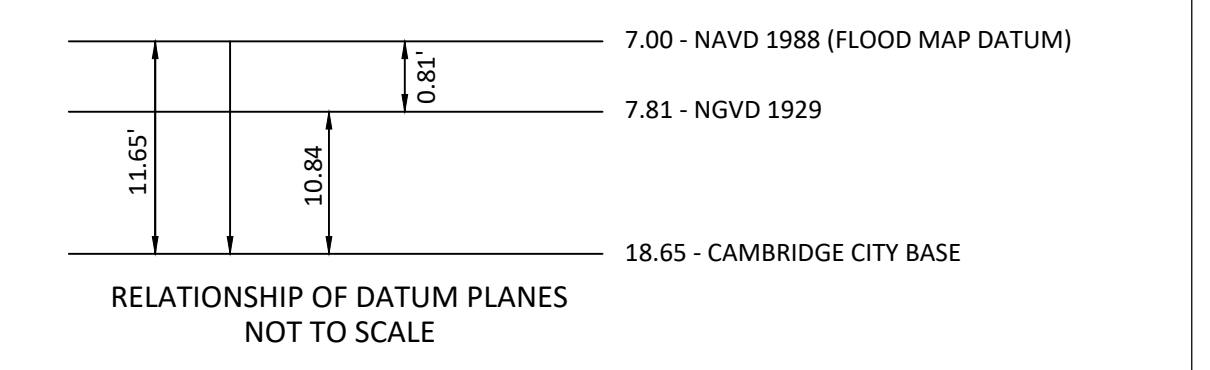 7.00 - NAVD 1988 (FLOOD MAP DATUM)
0.81'
7.81 - NGVD 1929
11.65'
10.84
18.65 - CAMBRIDGE CITY BASE
RELATIONSHIP OF DATUM PLANES
NOT TO SCALE